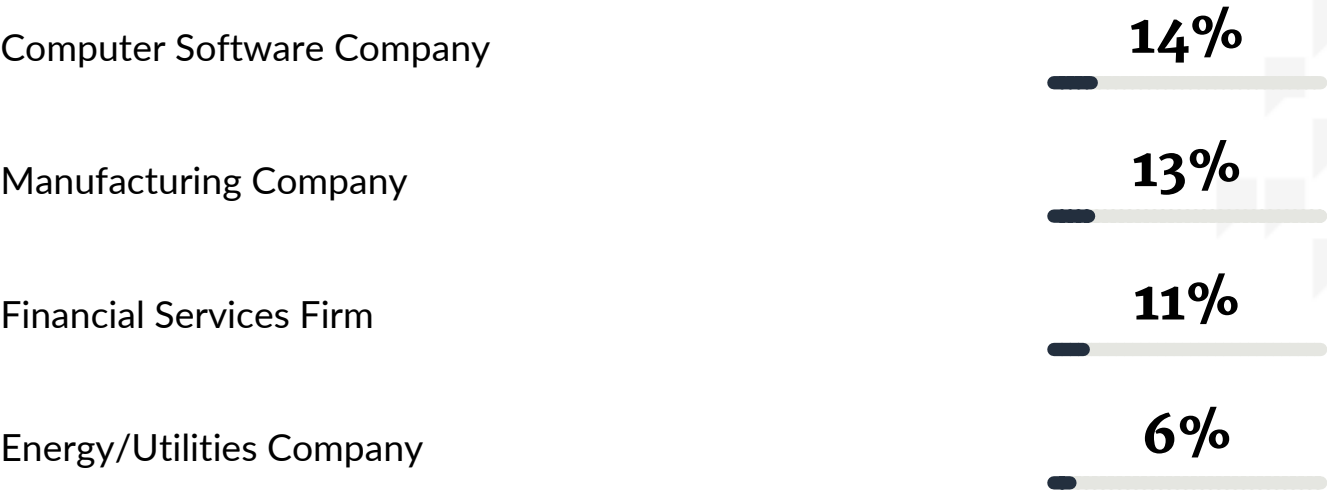 Computer Software Company 14%
Manufacturing Company 13%
Financial Services Firm 11%
Energy/Utilities Company 6%